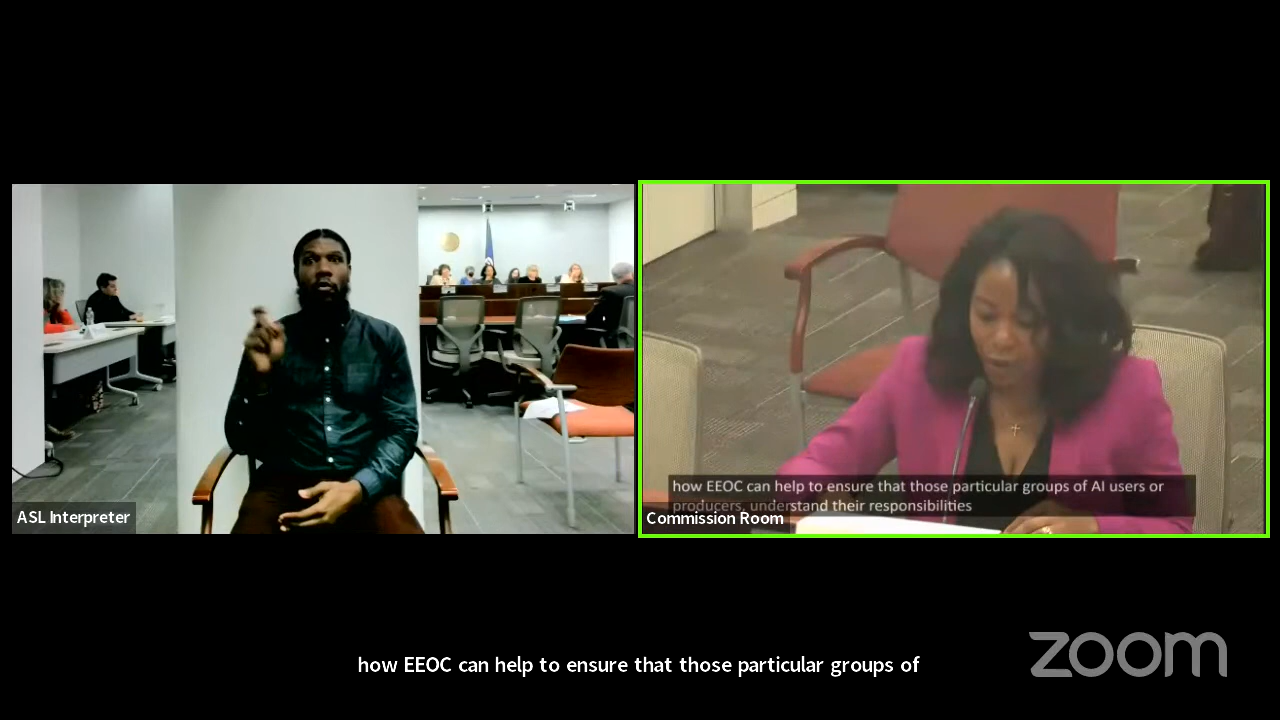 ASL Interpreter
how EEOC can help to ensure that those particular groups of AI users or
producers, understand their responsibilities
Commission Room
how EEOC can help to ensure that those particular groups of
zoom